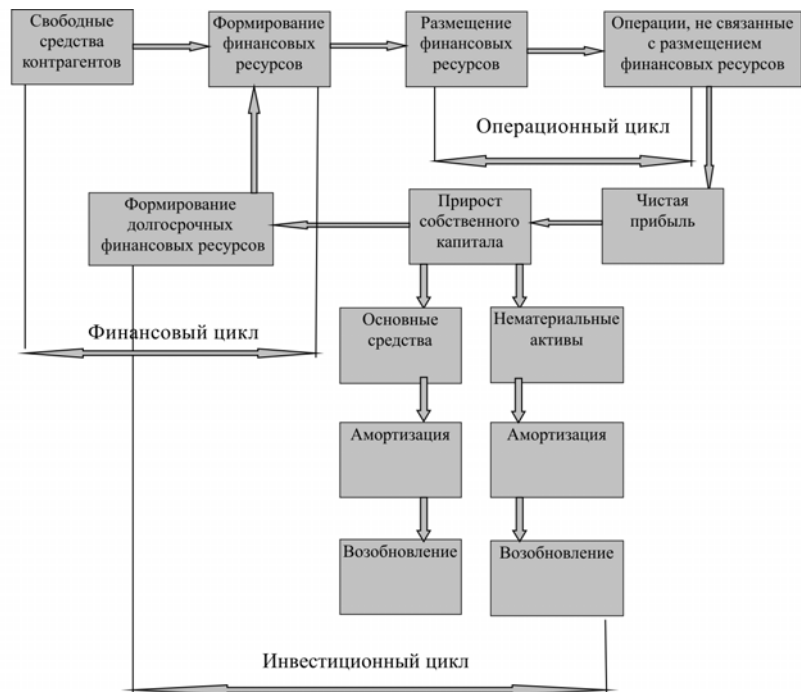 Свободные
средства
контрагентов
Формирование
финансовых
ресурсов
Размещение
финансовых
ресурсов
Операции, не связанные
с размещением
финансовых ресурсов
Операционный цикл
Формирование
долгосрочных
финансовых ресурсов
Прирост
собственного
капитала
Чистая
прибыль
Финансовый цикл
Основные
средства
Нематериальные
активы
Амортизация
Амортизация
Возобновление
Возобновление
Инвестиционный цикл